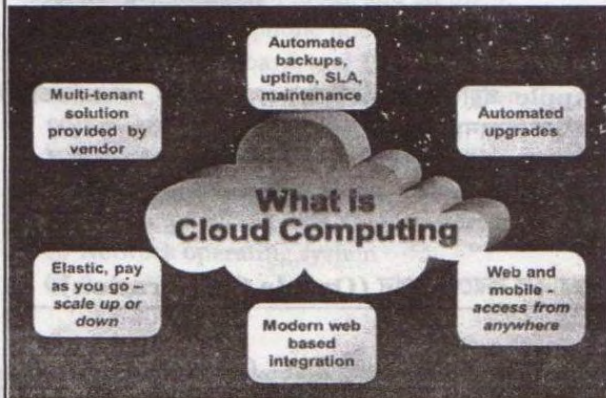 Automated
backups,
uptime, SLA,
maintenance
Multi-tenant
solution
provided by
vendor
Automated
upgrades
What is
Cloud Computing
Elastic, pay
as you go –
scale up or
down
Web and
mobile -
access from
anywhere
Modern web
based
integration